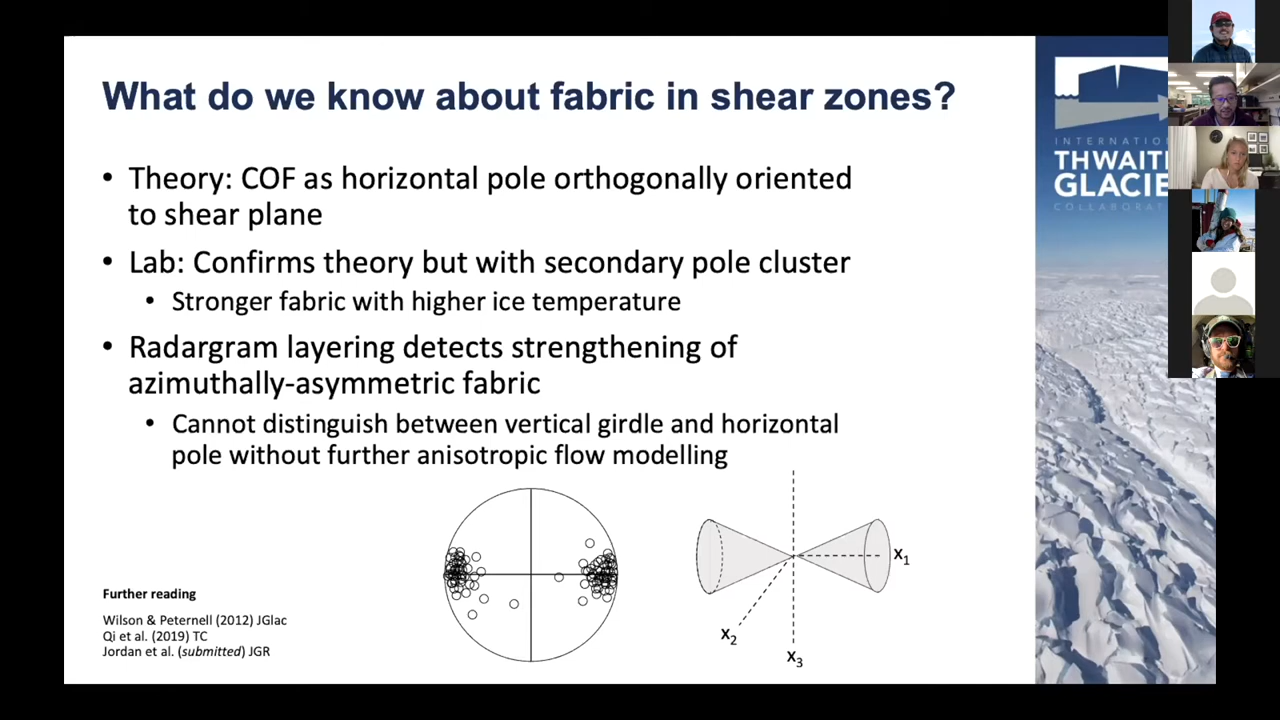 What do we know about fabric in shear zones?
• Theory: COF as horizontal pole orthogonally oriented
to shear plane
• Lab: Confirms theory but with secondary pole cluster
• Stronger fabric with higher ice temperature
• Radargram layering detects strengthening of
azimuthally-asymmetric fabric
• Cannot distinguish between vertical girdle and horizontal
pole without further anisotropic flow modelling
X1
X2
X3
Further reading
Wilson & Peternell (2012) JGlac
Qi et al. (2019) TC
Jordan et al. (submitted) JGR
INTERNATIO
THWAIT
GLACIE
COLLABORAT